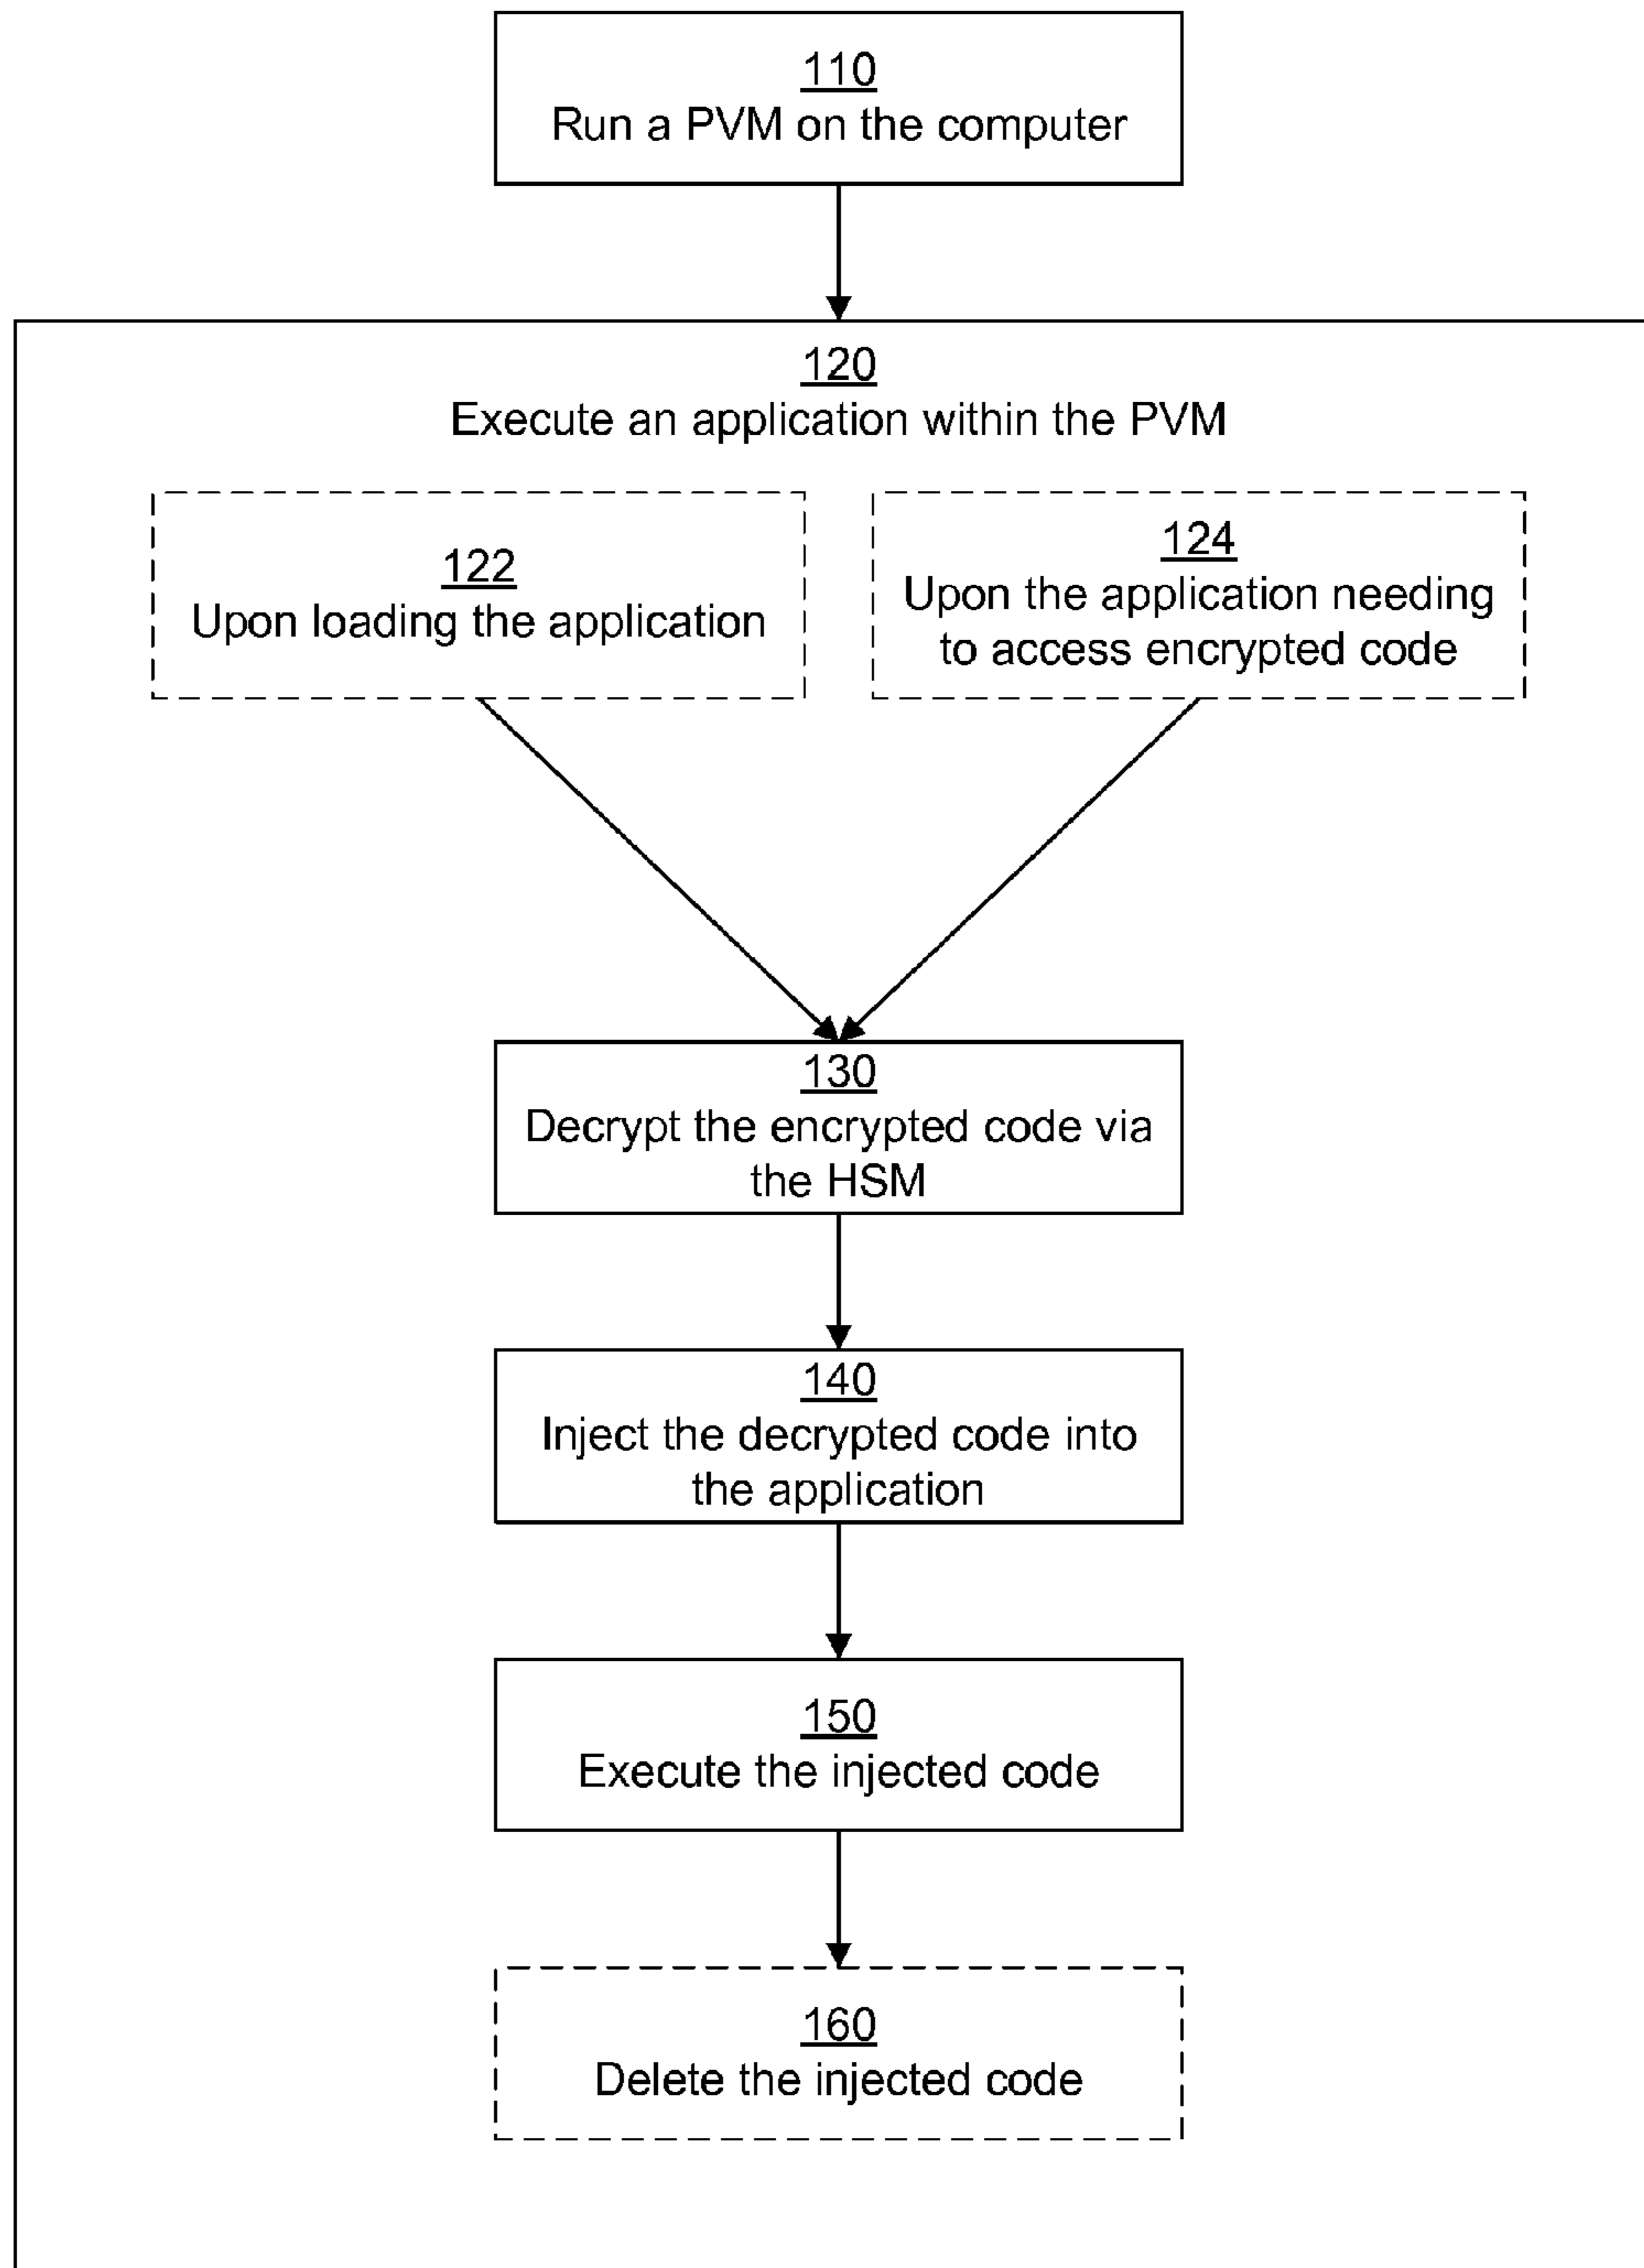 110
Run a PVM on the computer
120
Execute an application within the PVM
122
Upon loading the application
124
Upon the application needing
to access encrypted code
130
Decrypt the encrypted code via
the HSM
140
Inject the decrypted code into
the application
150
Execute the injected code
160
Delete the injected code